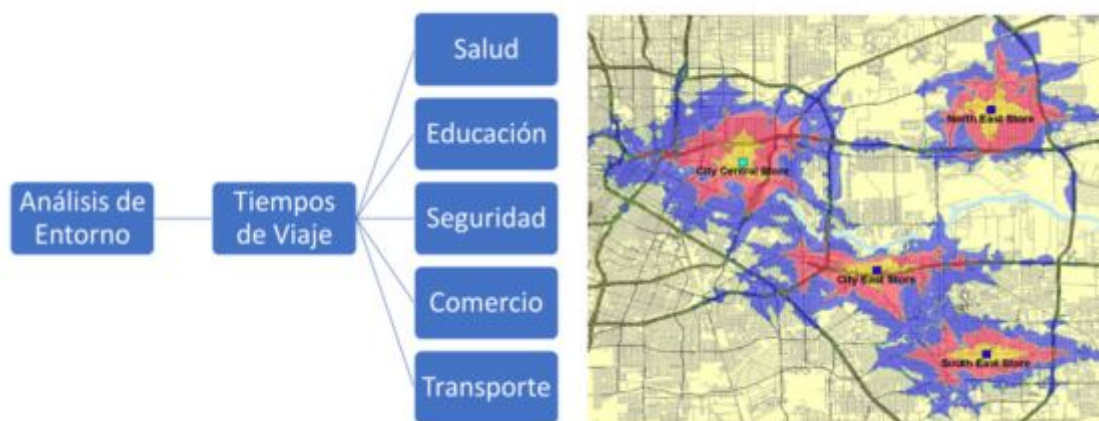 Análisis de
Entorno
Tiempos
de Viaje
Salud
Educación
Seguridad
Comercio
Transporte
North East Store
City Central Store
City East Store
South East Store